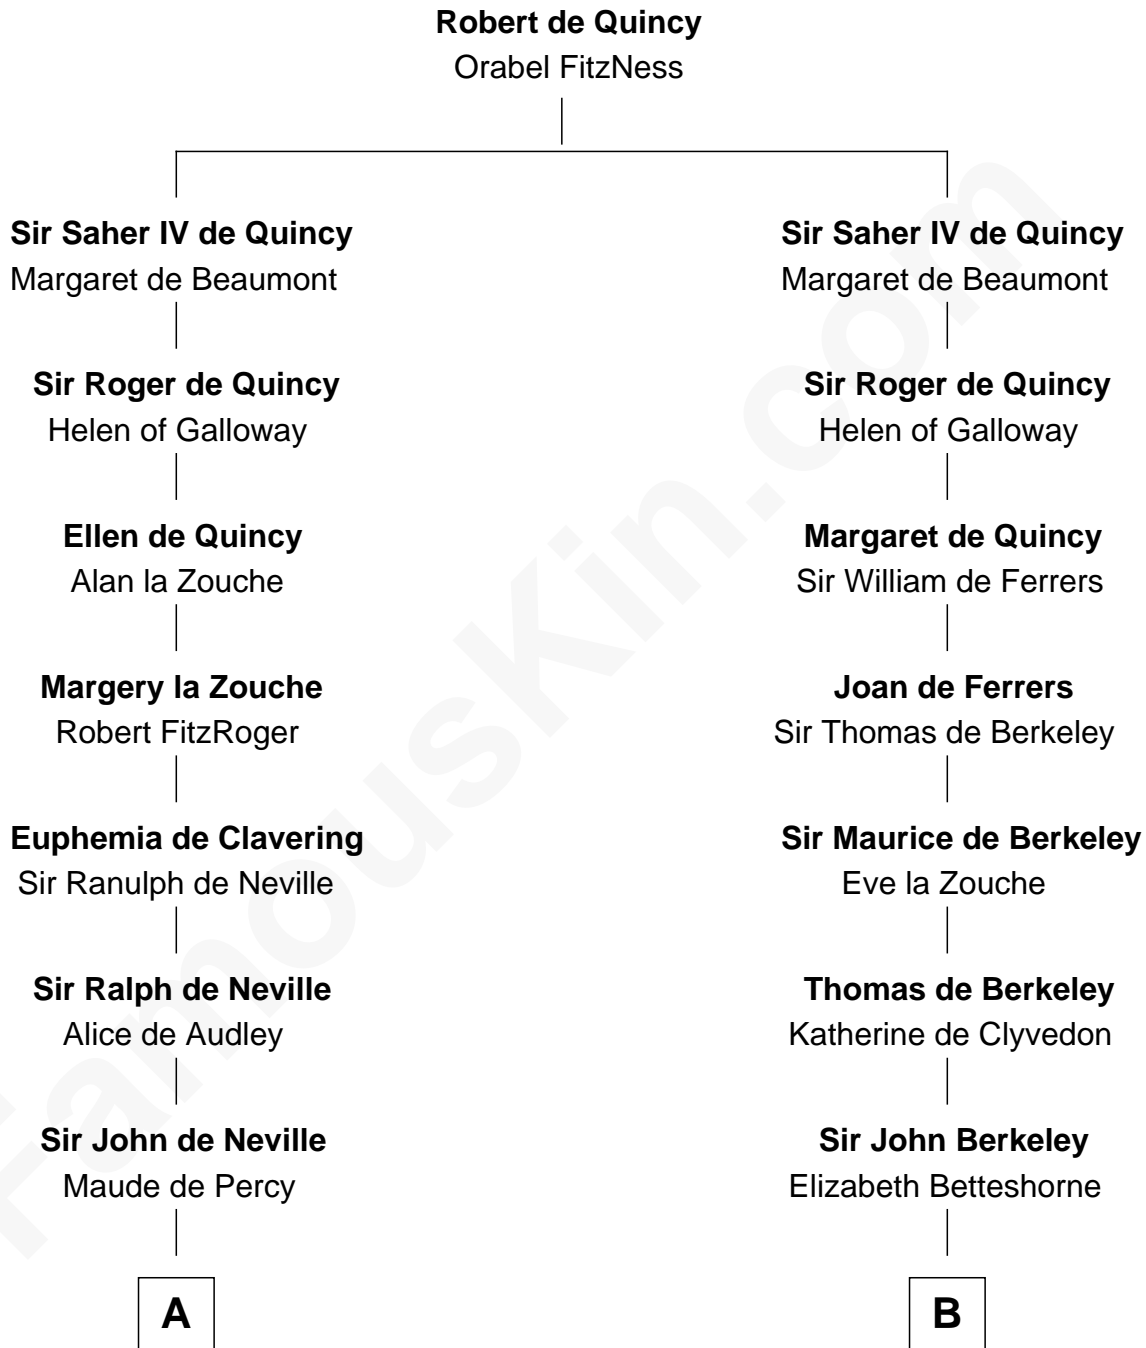 Robert de Quincy
Orabel FitzNess
Sir Saher IV de Quincy
Margaret de Beaumont
Sir Saher IV de Quincy
Margaret de Beaumont
Sir Roger de Quincy
Helen of Galloway
Sir Roger de Quincy
Helen of Galloway
Ellen de Quincy
Alan la Zouche
Margaret de Quincy
Sir William de Ferrers
Margery la Zouche
Robert FitzRoger
Joan de Ferrers
Sir Thomas de Berkeley
Euphemia de Clavering
Sir Ranulph de Neville
Sir Maurice de Berkeley
Eve la Zouche
Sir Ralph de Neville
Alice de Audley
Thomas de Berkeley
Katherine de Clyvedon
Sir John de Neville
Maude de Percy
Sir John Berkeley
Elizabeth Betteshorne
A
B
FamousKin.com